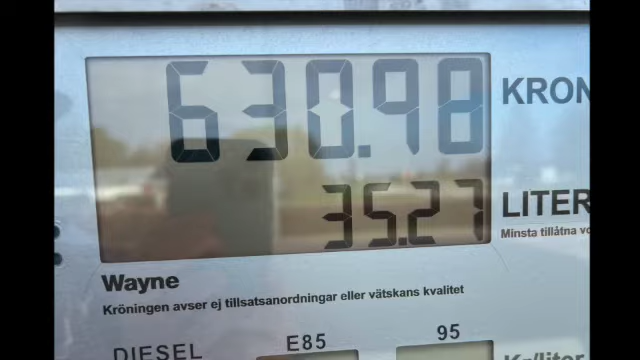 630.98 KRON
35.27 LITER
Minsta tillåtna vo
Wayne
Kröningen avser ej tillsatsanordningar eller vätskans kvalitet
DIESEL E85 95
Kr/liter